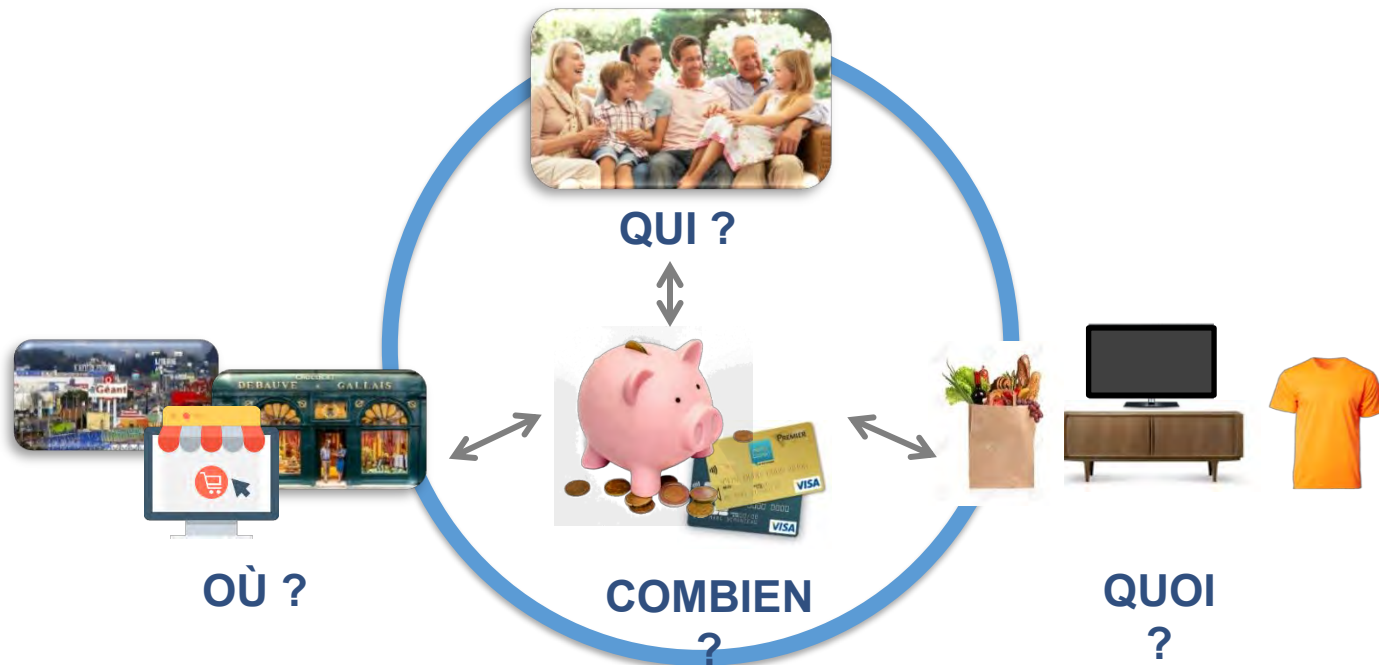 QUI ?
Géant
DEBAUVE GALLAIS
PREMIER
VISA
VISA
OÙ ?
COMBIEN
?
QUOI
?